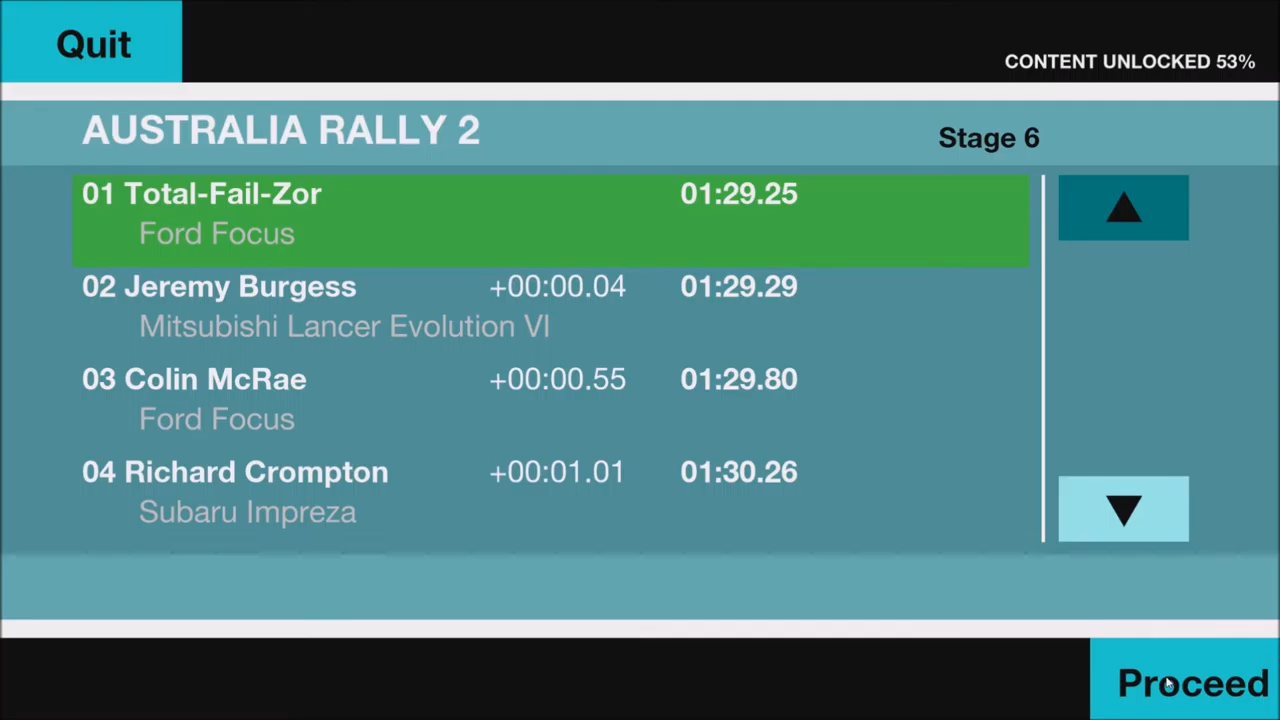 Quit
CONTENT UNLOCKED 53%
AUSTRALIA RALLY 2
Stage 6
01 Total-Fail-Zor 01:29.25
Ford Focus
02 Jeremy Burgess +00:00.04 01:29.29
Mitsubishi Lancer Evolution VI
03 Colin McRae +00:00.55 01:29.80
Ford Focus
04 Richard Crompton +00:01.01 01:30.26
Subaru Impreza
Proceed